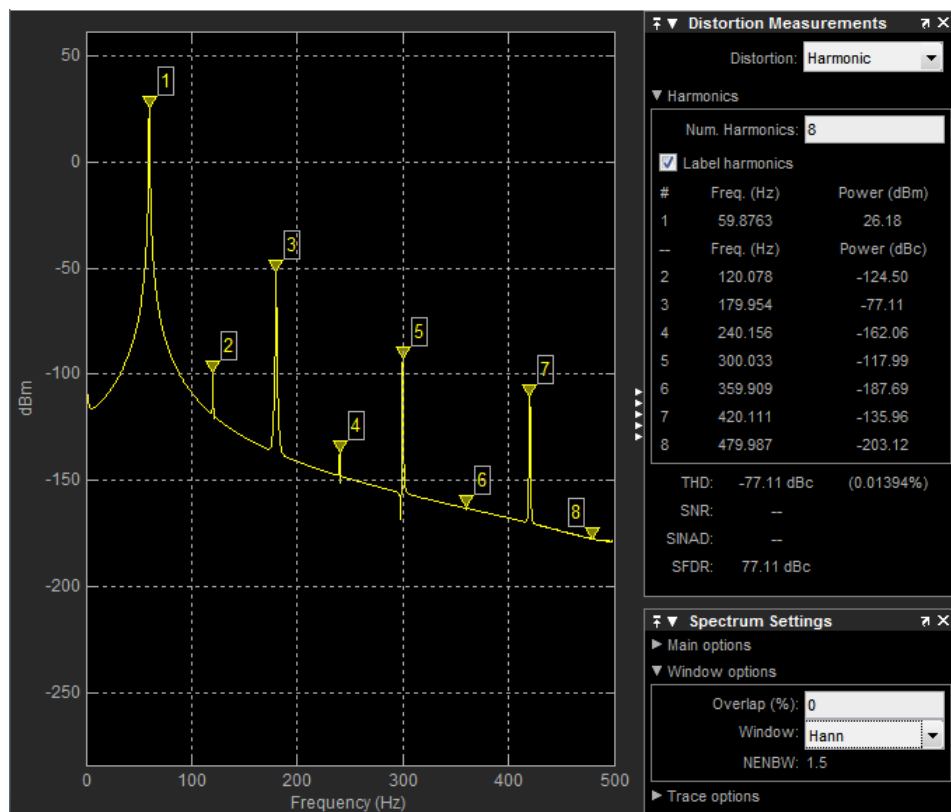 50
0
-50
-100
-150
-200
-250
dBm
0 100 200 300 400 500
Frequency (Hz)
1
2
3
4
5
6
7
8
Distortion Measurements
Distortion: Harmonic
Harmonics
Num. Harmonics: 8
Label harmonics
# Freq. (Hz) Power (dBm)
1 59.8763 26.18
-- Freq. (Hz) Power (dBc)
2 120.078 -124.50
3 179.954 -77.11
4 240.156 -162.06
5 300.033 -117.99
6 359.909 -187.69
7 420.111 -135.96
8 479.987 -203.12
THD: -77.11 dBc (0.01394%)
SNR: --
SINAD: --
SFDR: 77.11 dBc
Spectrum Settings
Main options
Window options
Overlap (%): 0
Window: Hann
NENBW: 1.5
Trace options